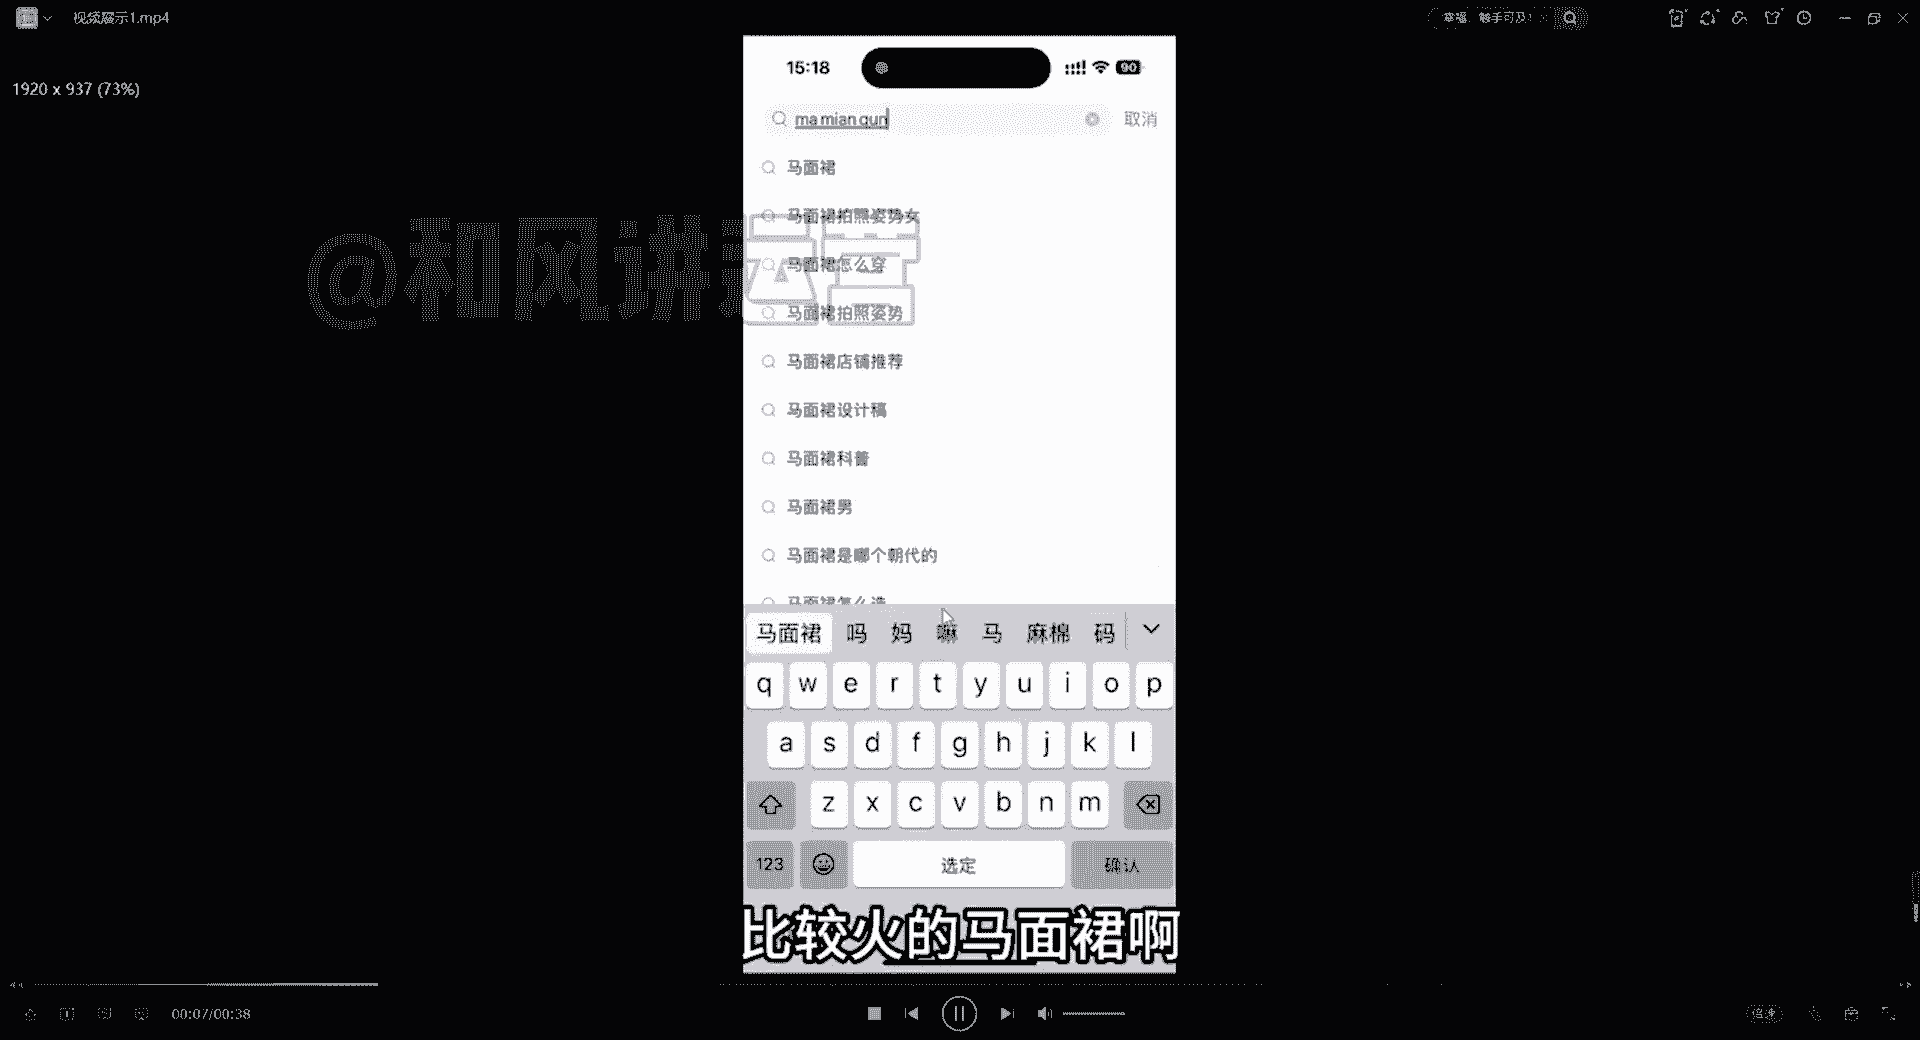 视频展示1.mp4
幸福，触手可及！
1920 x 937 (73%)
15:18
90
ma mian qun
取消
马面裙
马面裙拍照姿势女
@和风讲
马面裙怎么穿
马面裙拍照姿势
马面裙店铺推荐
马面裙设计稿
马面裙科普
马面裙男
马面裙是哪个朝代的
马面裙怎么选
马面裙 吗 妈 嘛 马 麻棉 码
q w e r t y u i o p
a s d f g h j k l
z x c v b n m
123 选定 确认
比较火的马面裙啊
00:07/00:38
倍速